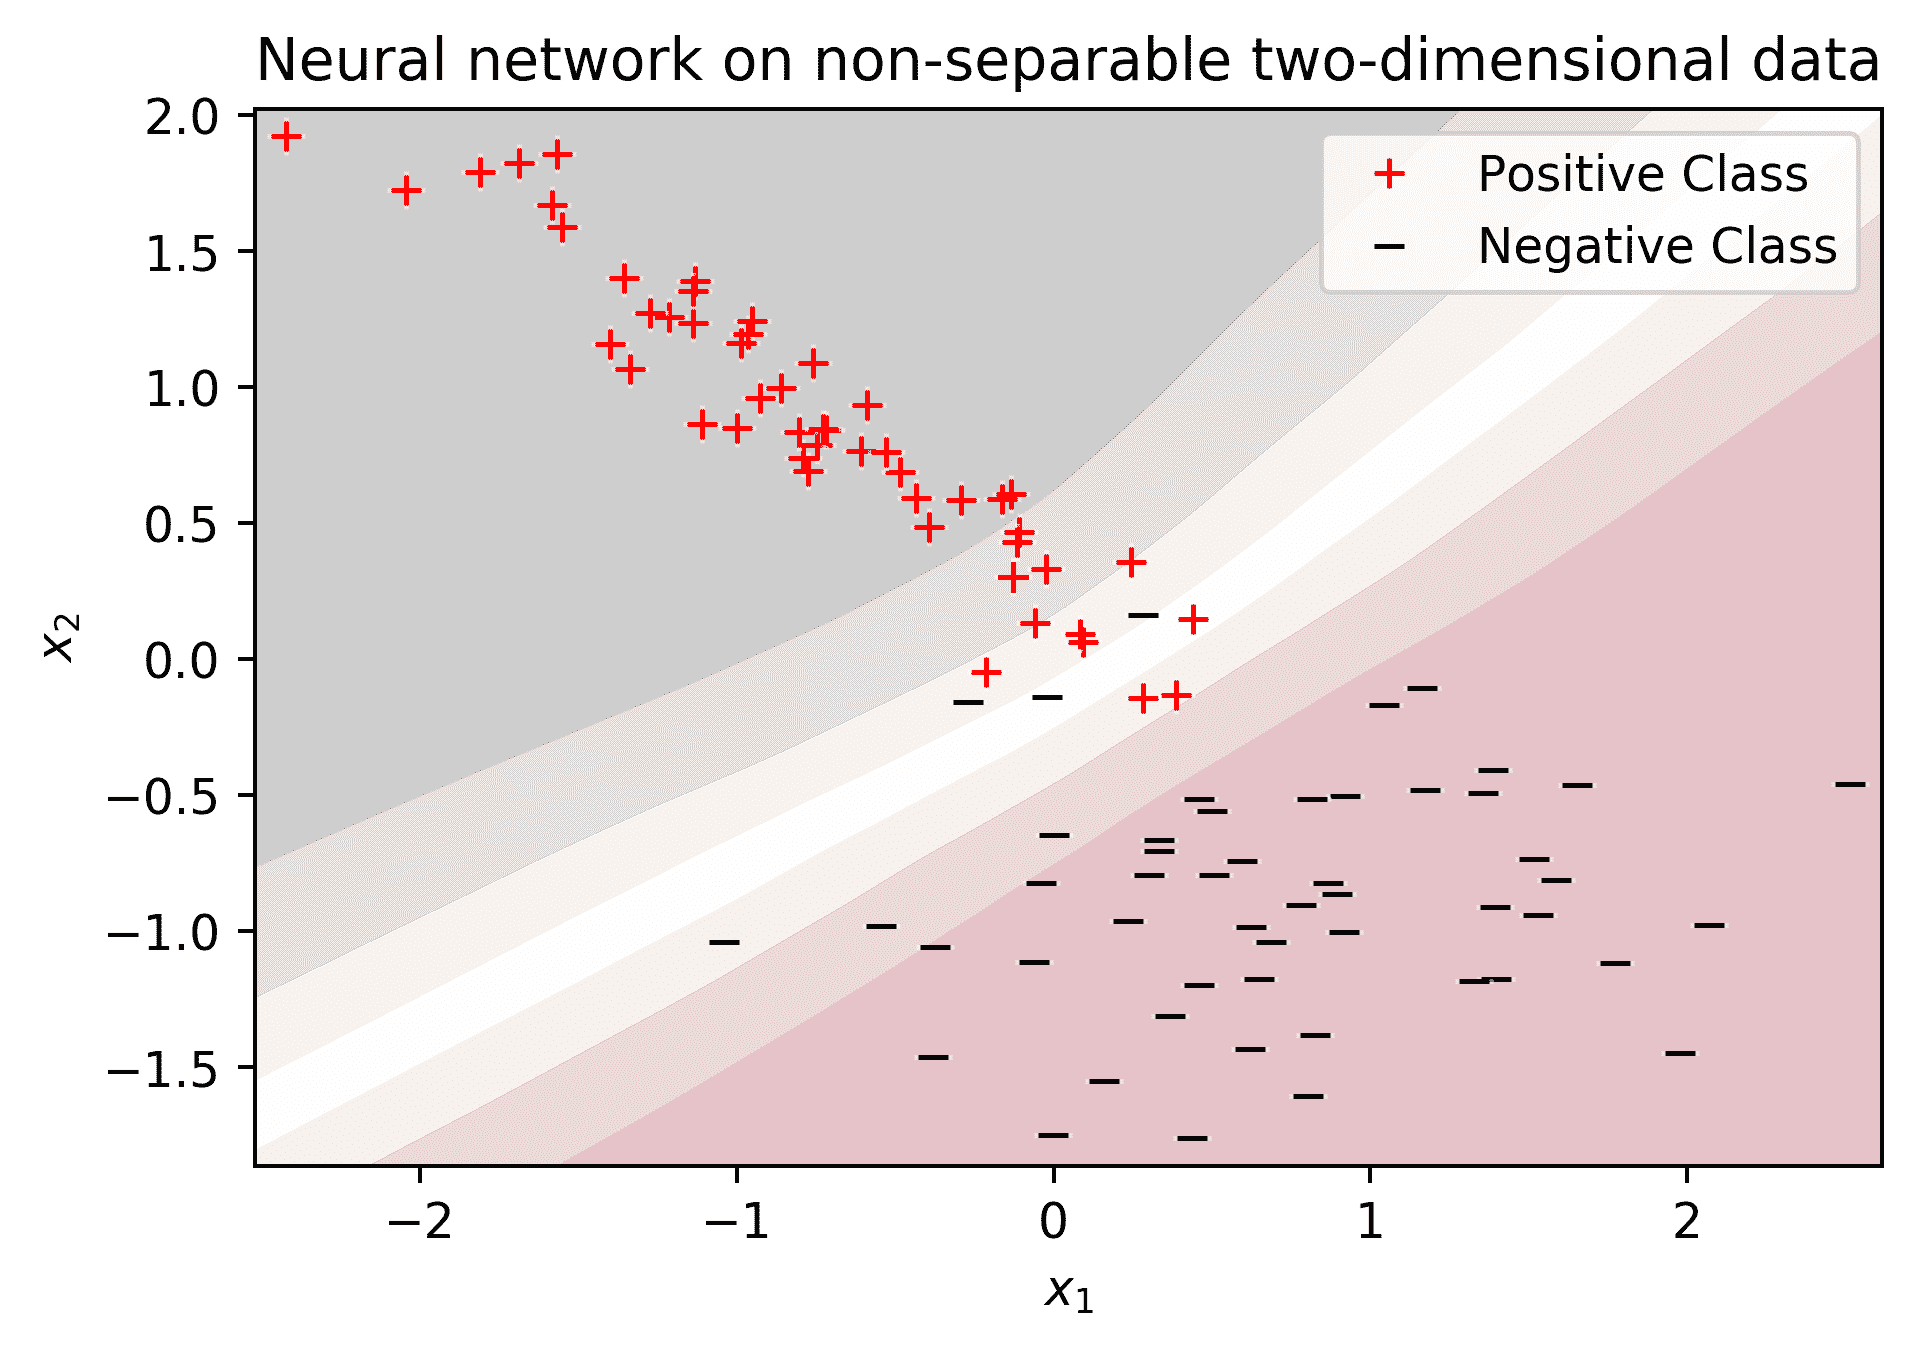 Neural network on non-separable two-dimensional data
Positive Class
Negative Class
2.0
1.5
1.0
0.5
0.0
−0.5
−1.0
−1.5
x₂
−2 −1 0 1 2
x₁